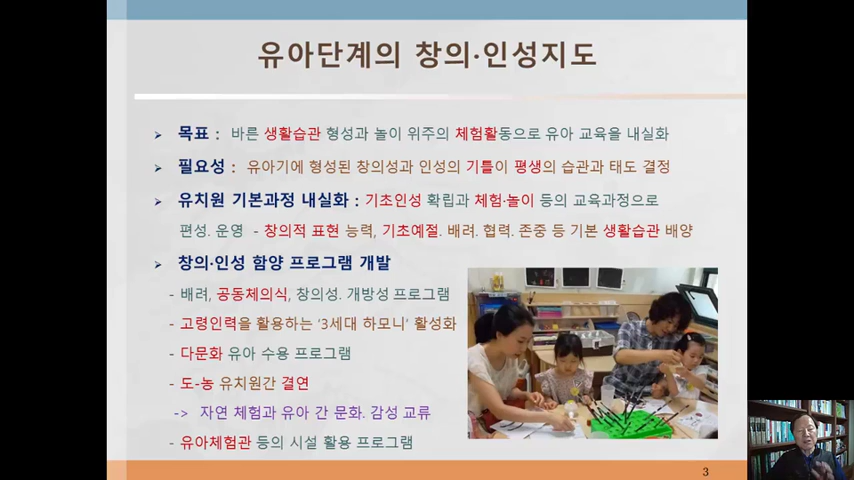 유아단계의 창의·인성지도
➢ 목표 : 바른 생활습관 형성과 놀이 위주의 체험활동으로 유아 교육을 내실화
➢ 필요성 : 유아기에 형성된 창의성과 인성의 기틀이 평생의 습관과 태도 결정
➢ 유치원 기본과정 내실화 : 기초인성 확립과 체험·놀이 등의 교육과정으로
편성. 운영 - 창의적 표현 능력, 기초예절. 배려. 협력. 존중 등 기본 생활습관 배양
➢ 창의·인성 함양 프로그램 개발
- 배려, 공동체의식, 창의성. 개방성 프로그램
- 고령인력을 활용하는 '3세대 하모니' 활성화
- 다문화 유아 수용 프로그램
- 도-농 유치원간 결연
-> 자연 체험과 유아 간 문화. 감성 교류
- 유아체험관 등의 시설 활용 프로그램
3